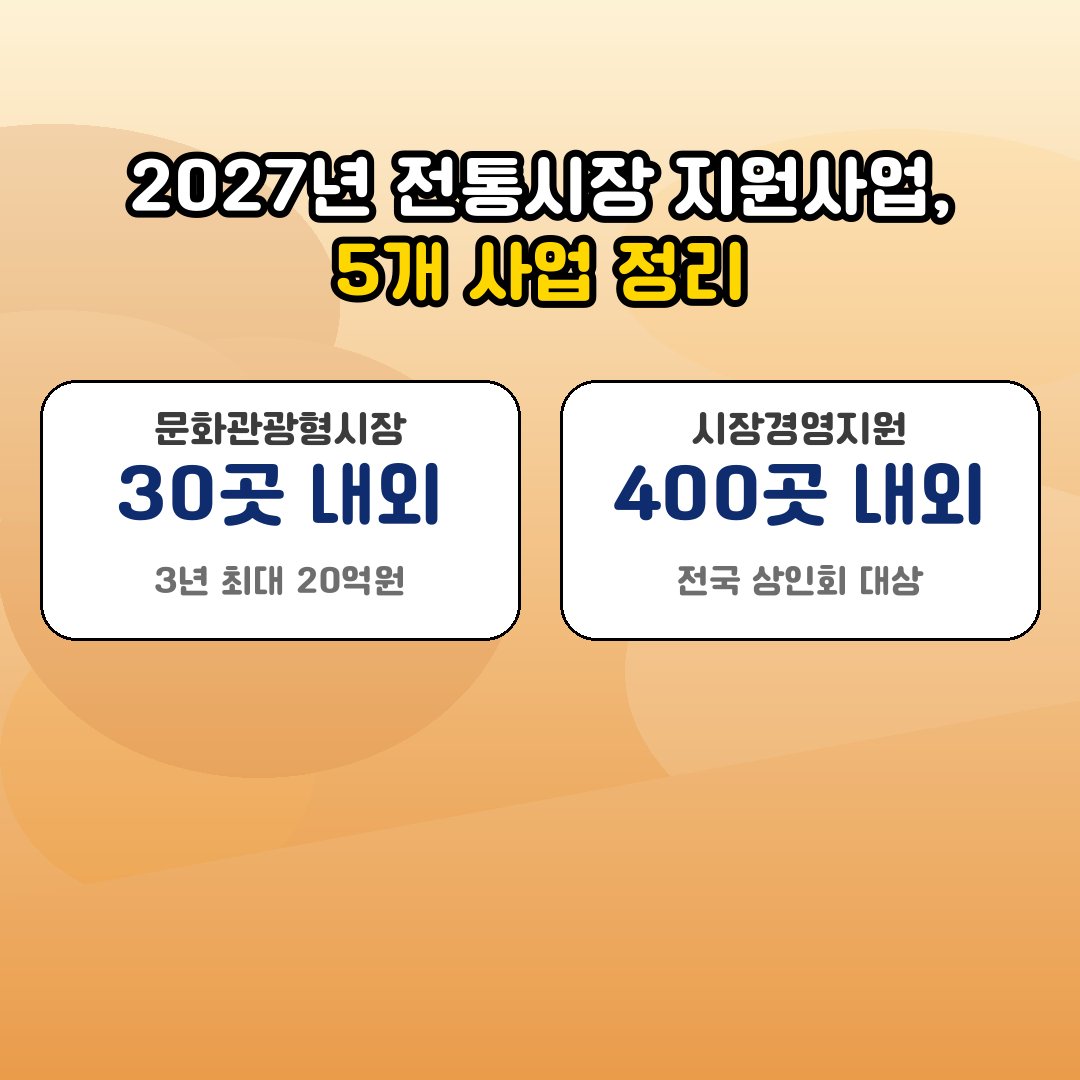 2027년 전통시장 지원사업,
5개 사업 정리
문화관광형시장
30곳 내외
3년 최대 20억원
시장경영지원
400곳 내외
전국 상인회 대상